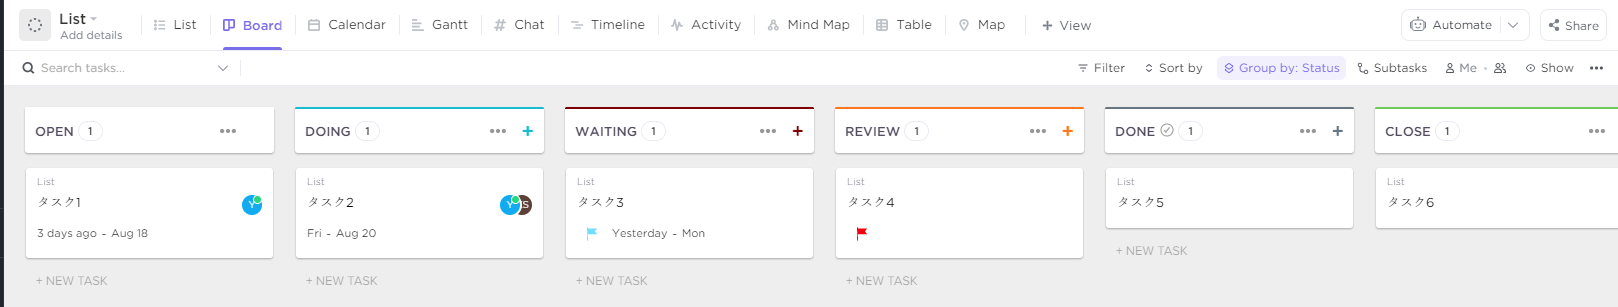 List
Add details
List
Board
Calendar
Gantt
Chat
Timeline
Activity
Mind Map
Table
Map
+ View
Automate
Share
Search tasks...
Filter
Sort by
Group by: Status
Subtasks
Me
Show
OPEN 1
DOING 1
WAITING 1
REVIEW 1
DONE 1
CLOSE 1
List
タスク1
Y
3 days ago - Aug 18
+ NEW TASK
List
タスク2
Y S
Fri - Aug 20
+ NEW TASK
List
タスク3
Yesterday - Mon
+ NEW TASK
List
タスク4
+ NEW TASK
List
タスク5
+ NEW TASK
List
タスク6